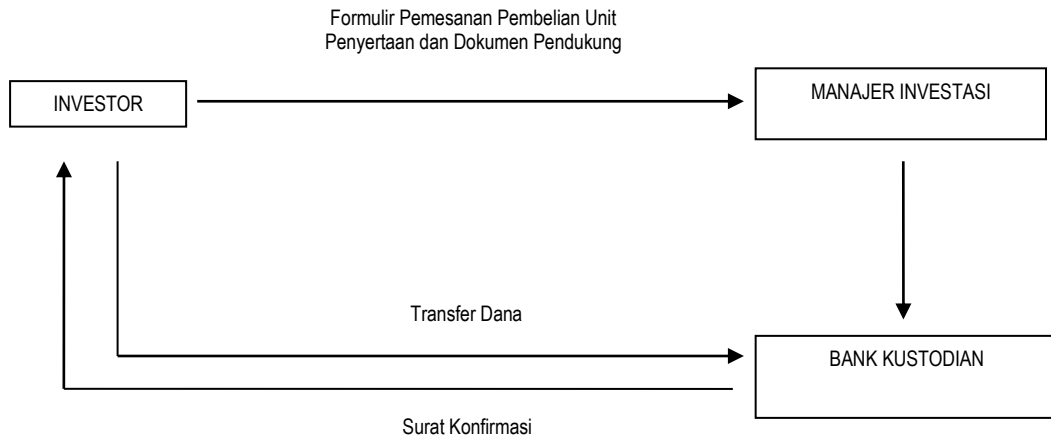 Formulir Pemesanan Pembelian Unit
Penyertaan dan Dokumen Pendukung
INVESTOR
MANAJER INVESTASI
Transfer Dana
BANK KUSTODIAN
Surat Konfirmasi